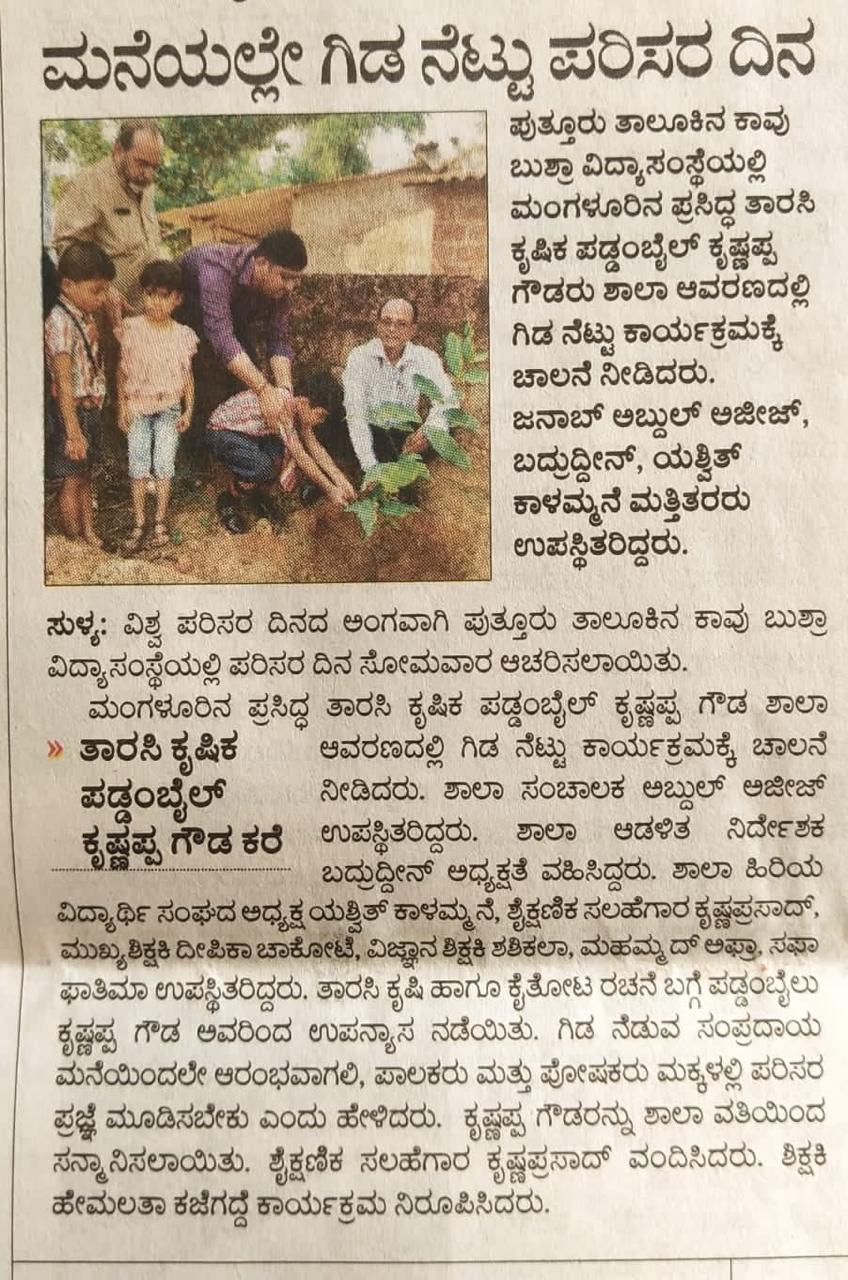 ಮನೆಯಲ್ಲೇ ಗಿಡ ನೆಟ್ಟು ಪರಿಸರ ದಿನ
ಪುತ್ತೂರು ತಾಲೂಕಿನ ಕಾವು
ಬುಶ್ರಾ ವಿದ್ಯಾಸಂಸ್ಥೆಯಲ್ಲಿ
ಮಂಗಳೂರಿನ ಪ್ರಸಿದ್ಧ ತಾರಸಿ
ಕೃಷಿಕ ಪಡ್ಡಂಬೈಲ್ ಕೃಷ್ಣಪ್ಪ
ಗೌಡರು ಶಾಲಾ ಆವರಣದಲ್ಲಿ
ಗಿಡ ನೆಟ್ಟು ಕಾರ್ಯಕ್ರಮಕ್ಕೆ
ಚಾಲನೆ ನೀಡಿದರು.
ಜನಾಬ್ ಅಬ್ದುಲ್ ಅಜೀಜ್,
ಬದ್ರುದ್ದೀನ್, ಯಶ್ವಿತ್
ಕಾಳಮ್ಮನೆ ಮತ್ತಿತರರು
ಉಪಸ್ಥಿತರಿದ್ದರು.
ಸುಳ್ಯ: ವಿಶ್ವ ಪರಿಸರ ದಿನದ ಅಂಗವಾಗಿ ಪುತ್ತೂರು ತಾಲೂಕಿನ ಕಾವು ಬುಶ್ರಾ
ವಿದ್ಯಾಸಂಸ್ಥೆಯಲ್ಲಿ ಪರಿಸರ ದಿನ ಸೋಮವಾರ ಆಚರಿಸಲಾಯಿತು.
ಮಂಗಳೂರಿನ ಪ್ರಸಿದ್ಧ ತಾರಸಿ ಕೃಷಿಕ ಪಡ್ಡಂಬೈಲ್ ಕೃಷ್ಣಪ್ಪ ಗೌಡ ಶಾಲಾ
» ತಾರಸಿ ಕೃಷಿಕ
ಪಡ್ಡಂಬೈಲ್
ಕೃಷ್ಣಪ್ಪ ಗೌಡ ಕರೆ
ಆವರಣದಲ್ಲಿ ಗಿಡ ನೆಟ್ಟು ಕಾರ್ಯಕ್ರಮಕ್ಕೆ ಚಾಲನೆ
ನೀಡಿದರು. ಶಾಲಾ ಸಂಚಾಲಕ ಅಬ್ದುಲ್ ಅಜೀಜ್
ಉಪಸ್ಥಿತರಿದ್ದರು. ಶಾಲಾ ಆಡಳಿತ ನಿರ್ದೇಶಕ
ಬದ್ರುದ್ದೀನ್ ಅಧ್ಯಕ್ಷತೆ ವಹಿಸಿದ್ದರು. ಶಾಲಾ ಹಿರಿಯ
ವಿದ್ಯಾರ್ಥಿ ಸಂಘದ ಅಧ್ಯಕ್ಷ ಯಶ್ವಿತ್ ಕಾಳಮ್ಮನೆ, ಶೈಕ್ಷಣಿಕ ಸಲಹೆಗಾರ ಕೃಷ್ಣಪ್ರಸಾದ್,
ಮುಖ್ಯಶಿಕ್ಷಕಿ ದೀಪಿಕಾ ಚಾಕೋಟೆ, ವಿಜ್ಞಾನ ಶಿಕ್ಷಕಿ ಶಶಿಕಲಾ, ಮಹಮ್ಮದ್ ಅಫ್ರಾ, ಸಫಾ
ಫಾತಿಮಾ ಉಪಸ್ಥಿತರಿದ್ದರು. ತಾರಸಿ ಕೃಷಿ ಹಾಗೂ ಕೈತೋಟ ರಚನೆ ಬಗ್ಗೆ ಪಡ್ಡಂಬೈಲು
ಕೃಷ್ಣಪ್ಪ ಗೌಡ ಅವರಿಂದ ಉಪನ್ಯಾಸ ನಡೆಯಿತು. ಗಿಡ ನೆಡುವ ಸಂಪ್ರದಾಯ
ಮನೆಯಿಂದಲೇ ಆರಂಭವಾಗಲಿ, ಪಾಲಕರು ಮತ್ತು ಪೋಷಕರು ಮಕ್ಕಳಲ್ಲಿ ಪರಿಸರ
ಪ್ರಜ್ಞೆ ಮೂಡಿಸಬೇಕು ಎಂದು ಹೇಳಿದರು. ಕೃಷ್ಣಪ್ಪ ಗೌಡರನ್ನು ಶಾಲಾ ವತಿಯಿಂದ
ಸನ್ಮಾನಿಸಲಾಯಿತು. ಶೈಕ್ಷಣಿಕ ಸಲಹೆಗಾರ ಕೃಷ್ಣಪ್ರಸಾದ್ ವಂದಿಸಿದರು. ಶಿಕ್ಷಕಿ
ಹೇಮಲತಾ ಕಜೆಗದ್ದೆ ಕಾರ್ಯಕ್ರಮ ನಿರೂಪಿಸಿದರು.